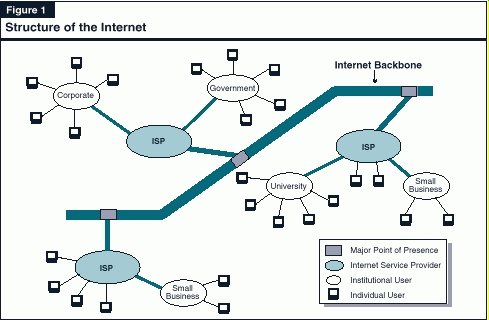 Figure 1
Structure of the Internet
Internet Backbone
Corporate
Government
ISP
ISP
University
Small
Business
ISP
Small
Business
Major Point of Presence
Internet Service Provider
Institutional User
Individual User